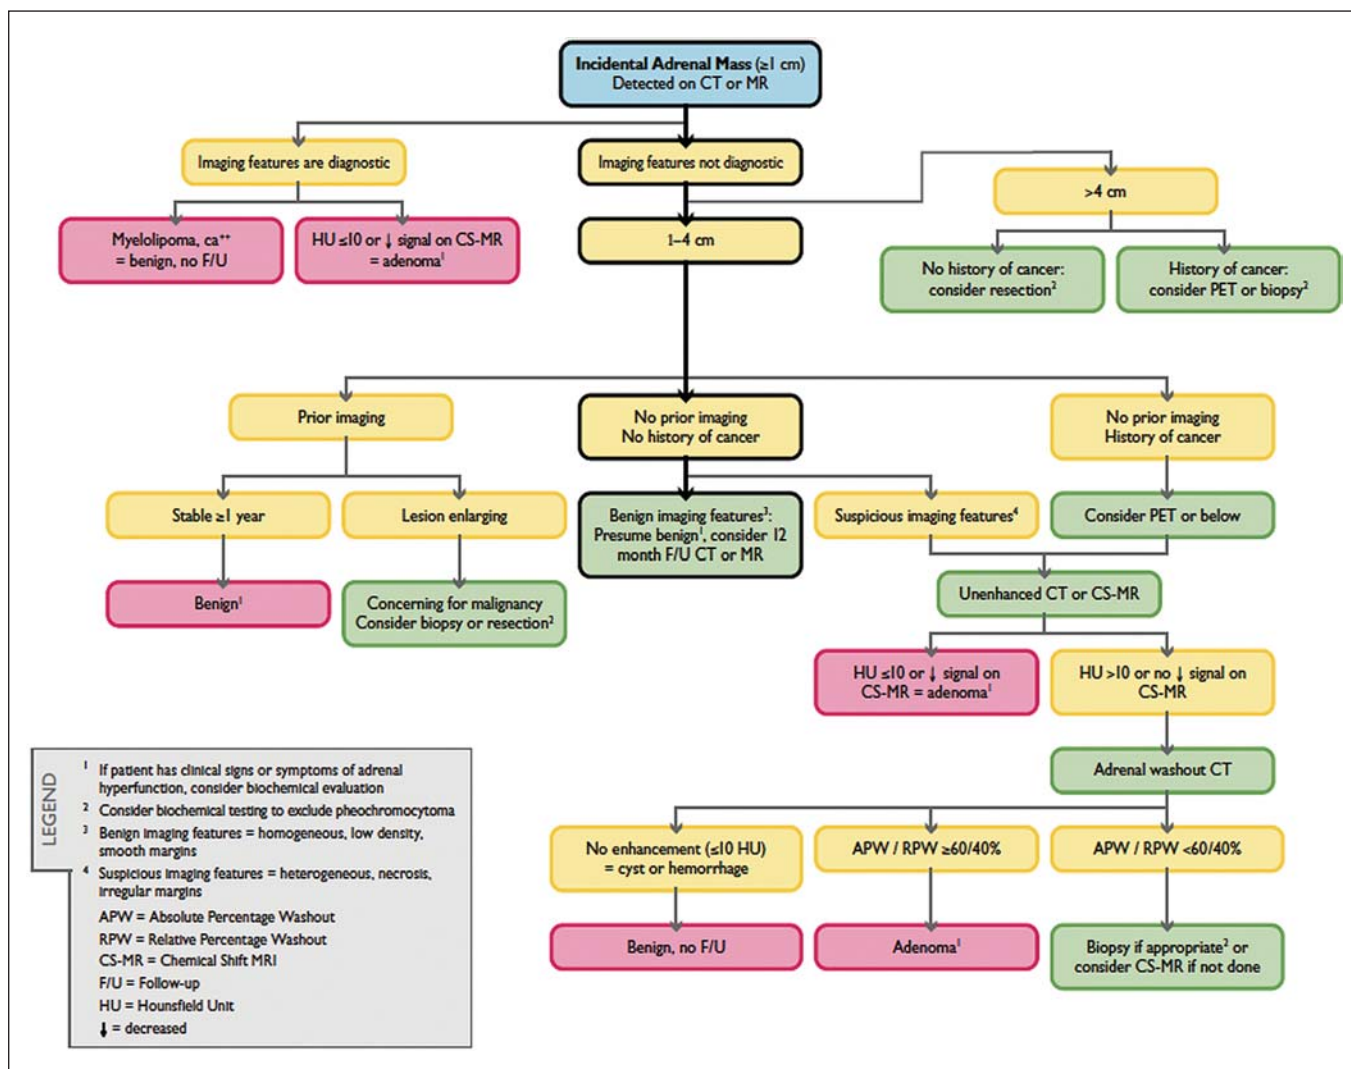 Incidental Adrenal Mass (≥1 cm)
Detected on CT or MR
Imaging features are diagnostic
Imaging features not diagnostic
>4 cm
Myelolipoma, ca⁺⁺
= benign, no F/U
HU ≤10 or ↓ signal on CS-MR
= adenoma¹
1–4 cm
No history of cancer:
consider resection²
History of cancer:
consider PET or biopsy²
Prior imaging
No prior imaging
No history of cancer
No prior imaging
History of cancer
Stable ≥1 year
Lesion enlarging
Benign imaging features³:
Presume benign¹, consider 12
month F/U CT or MR
Suspicious imaging features⁴
Consider PET or below
Benign¹
Concerning for malignancy
Consider biopsy or resection²
Unenhanced CT or CS-MR
HU ≤10 or ↓ signal on
CS-MR = adenoma¹
HU >10 or no ↓ signal on
CS-MR
Adrenal washout CT
No enhancement (≤10 HU)
= cyst or hemorrhage
APW / RPW ≥60/40%
APW / RPW <60/40%
Benign, no F/U
Adenoma¹
Biopsy if appropriate² or
consider CS-MR if not done
LEGEND
¹ If patient has clinical signs or symptoms of adrenal
hyperfunction, consider biochemical evaluation
² Consider biochemical testing to exclude pheochromocytoma
³ Benign imaging features = homogeneous, low density,
smooth margins
⁴ Suspicious imaging features = heterogeneous, necrosis,
irregular margins
APW = Absolute Percentage Washout
RPW = Relative Percentage Washout
CS-MR = Chemical Shift MRI
F/U = Follow-up
HU = Hounsfield Unit
↓ = decreased